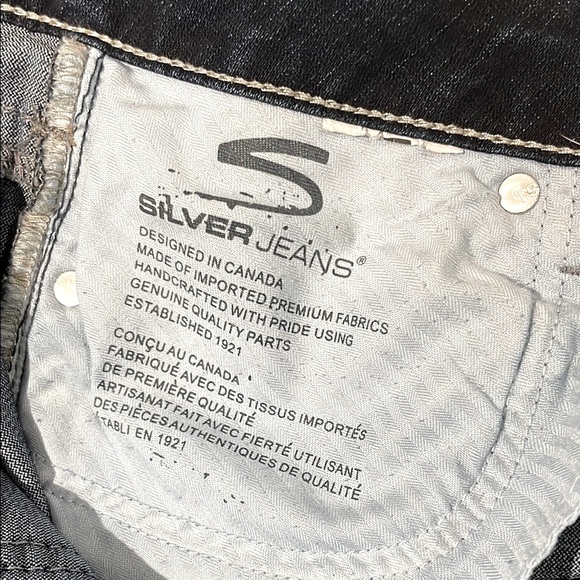 S
SILVER JEANS®
DESIGNED IN CANADA
MADE OF IMPORTED PREMIUM FABRICS
HANDCRAFTED WITH PRIDE USING
GENUINE QUALITY PARTS
ESTABLISHED 1921
CONÇU AU CANADA
FABRIQUÉ AVEC DES TISSUS IMPORTÉS
DE PREMIÈRE QUALITÉ
ARTISANAT FAIT AVEC FIERTÉ UTILISANT
DES PIÈCES AUTHENTIQUES DE QUALITÉ
TABLI EN 1921